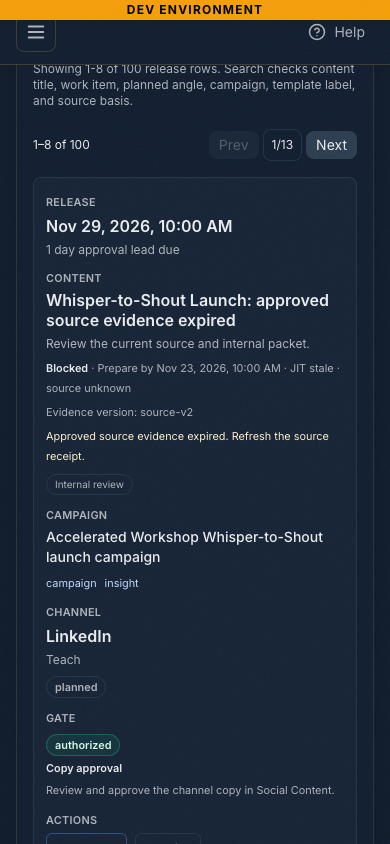 DEV ENVIRONMENT
Help
Showing 1-8 of 100 release rows. Search checks content
title, work item, planned angle, campaign, template label,
and source basis.
1–8 of 100
Prev
1/13
Next
RELEASE
Nov 29, 2026, 10:00 AM
1 day approval lead due
CONTENT
Whisper-to-Shout Launch: approved
source evidence expired
Review the current source and internal packet.
Blocked · Prepare by Nov 23, 2026, 10:00 AM · JIT stale ·
source unknown
Evidence version: source-v2
Approved source evidence expired. Refresh the source
receipt.
Internal review
CAMPAIGN
Accelerated Workshop Whisper-to-Shout
launch campaign
campaign insight
CHANNEL
LinkedIn
Teach
planned
GATE
authorized
Copy approval
Review and approve the channel copy in Social Content.
ACTIONS